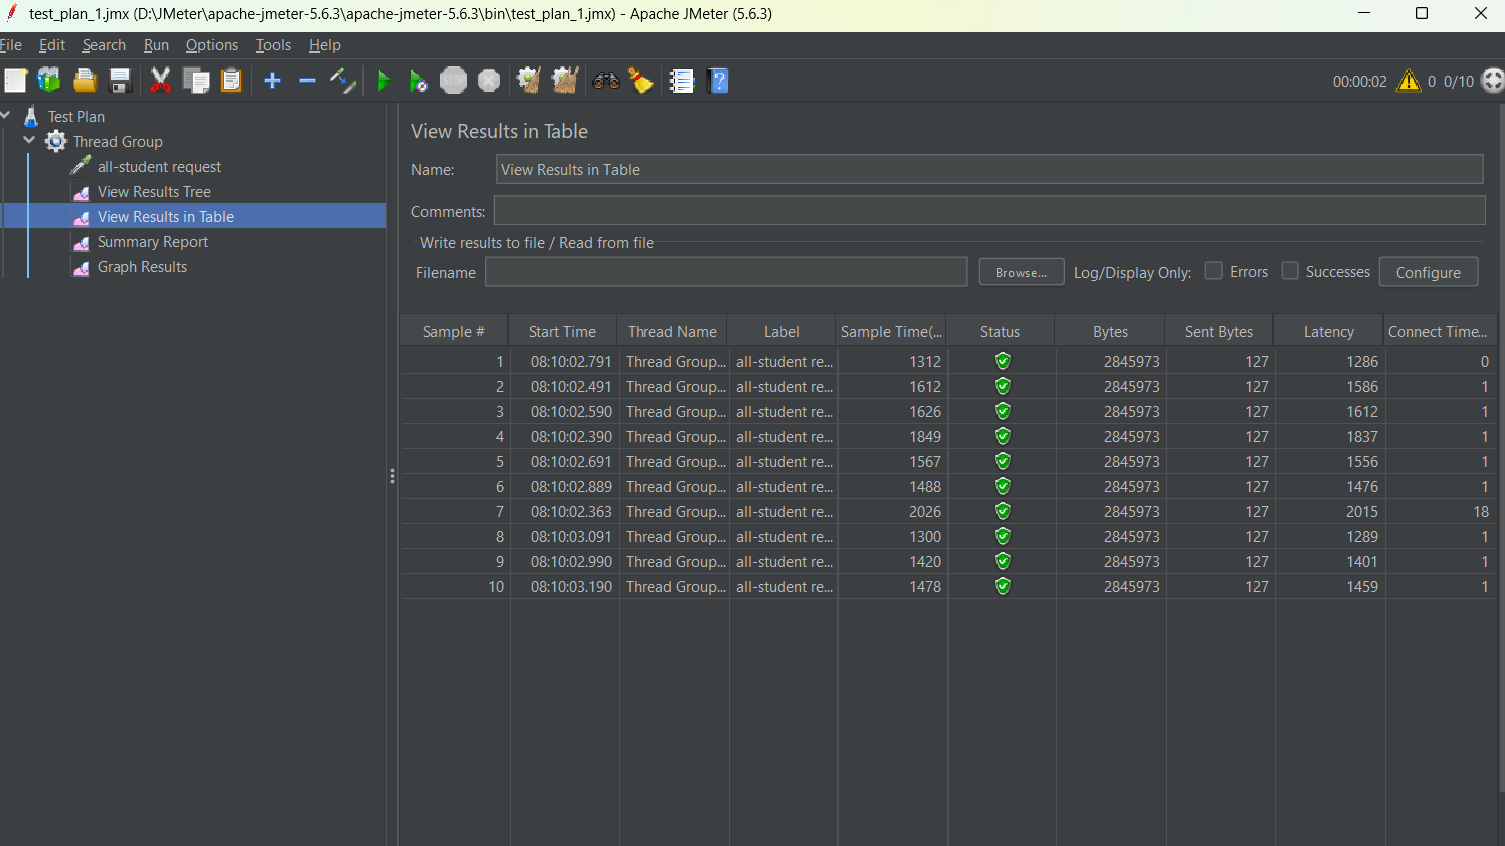 test_plan_1.jmx (D:\JMeter\apache-jmeter-5.6.3\apache-jmeter-5.6.3\bin\test_plan_1.jmx) - Apache JMeter (5.6.3)
File Edit Search Run Options Tools Help
STOP 00:00:02 0 0/10
Test Plan
Thread Group
all-student request
View Results Tree
View Results in Table
Summary Report
Graph Results
View Results in Table
Name: View Results in Table
Comments:
Write results to file / Read from file
Filename Browse... Log/Display Only: Errors Successes Configure
Sample # Start Time Thread Name Label Sample Time(... Status Bytes Sent Bytes Latency Connect Time...
1 08:10:02.791 Thread Group... all-student re... 1312 2845973 127 1286 0
2 08:10:02.491 Thread Group... all-student re... 1612 2845973 127 1586 1
3 08:10:02.590 Thread Group... all-student re... 1626 2845973 127 1612 1
4 08:10:02.390 Thread Group... all-student re... 1849 2845973 127 1837 1
5 08:10:02.691 Thread Group... all-student re... 1567 2845973 127 1556 1
6 08:10:02.889 Thread Group... all-student re... 1488 2845973 127 1476 1
7 08:10:02.363 Thread Group... all-student re... 2026 2845973 127 2015 18
8 08:10:03.091 Thread Group... all-student re... 1300 2845973 127 1289 1
9 08:10:02.990 Thread Group... all-student re... 1420 2845973 127 1401 1
10 08:10:03.190 Thread Group... all-student re... 1478 2845973 127 1459 1